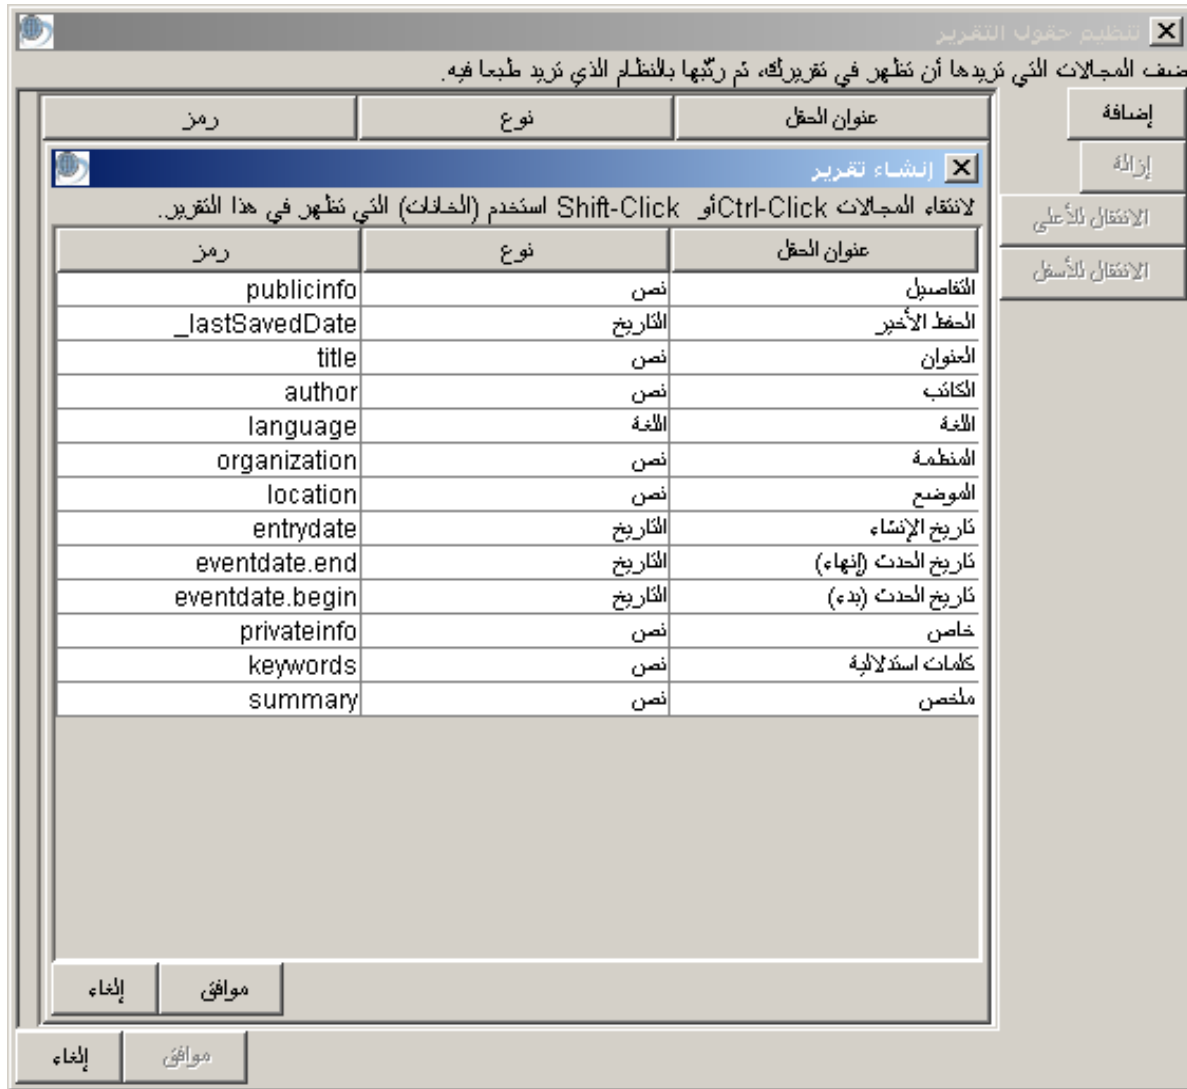 تنظيم حقول التقرير
ضف المجالات التي تريدها أن تظهر في تقريرك، ثم رتّبها بالنظام الذي تريد طبعا فيه.
إضافة
إزالة
الانتقال للأعلى
الانتقال للأسفل
عنوان الحقل نوع رمز
إنشاء تقرير
لانتقاء المجالات Ctrl-Clickأو Shift-Click استخدم (الخانات) التي تظهر في هذا التقرير.
عنوان الحقل نوع رمز
التفاصيل نص publicinfo
الحفظ الأخير التاريخ _lastSavedDate
العنوان نص title
الكاتب نص author
اللغة اللغة language
المنظمة نص organization
الموضع نص location
تاريخ الإنشاء التاريخ entrydate
تاريخ الحدث (إنهاء) التاريخ eventdate.end
تاريخ الحدث (بدء) التاريخ eventdate.begin
خاص نص privateinfo
كلمات استدلالية نص keywords
ملخص نص summary
موافق إلغاء
موافق إلغاء